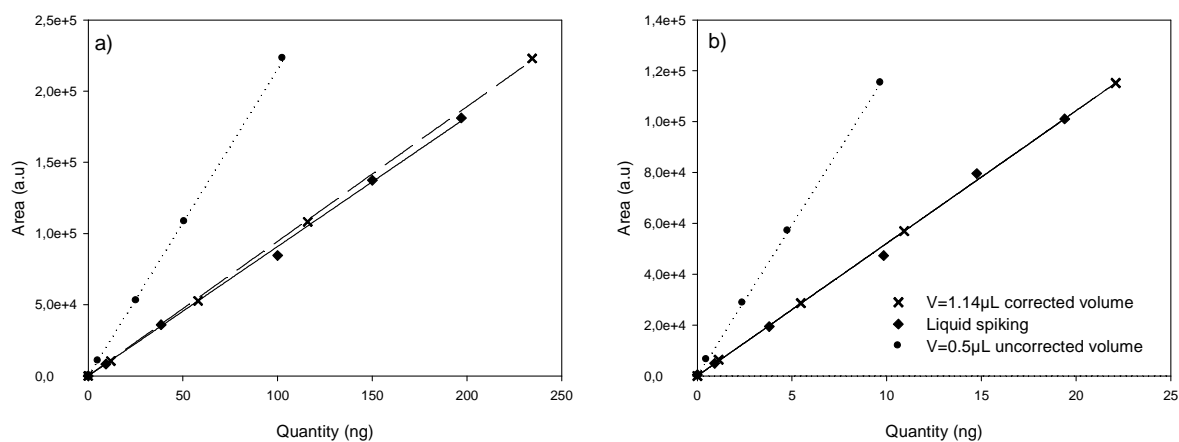 a)
2,5e+5
2,0e+5
1,5e+5
1,0e+5
5,0e+4
0,0
0 50 100 150 200 250
Quantity (ng)
Area (a.u)
b)
1,4e+5
1,2e+5
1,0e+5
8,0e+4
6,0e+4
4,0e+4
2,0e+4
0,0
0 5 10 15 20 25
Quantity (ng)
Area (a.u)
V=1.14µL corrected volume
Liquid spiking
V=0.5µL uncorrected volume